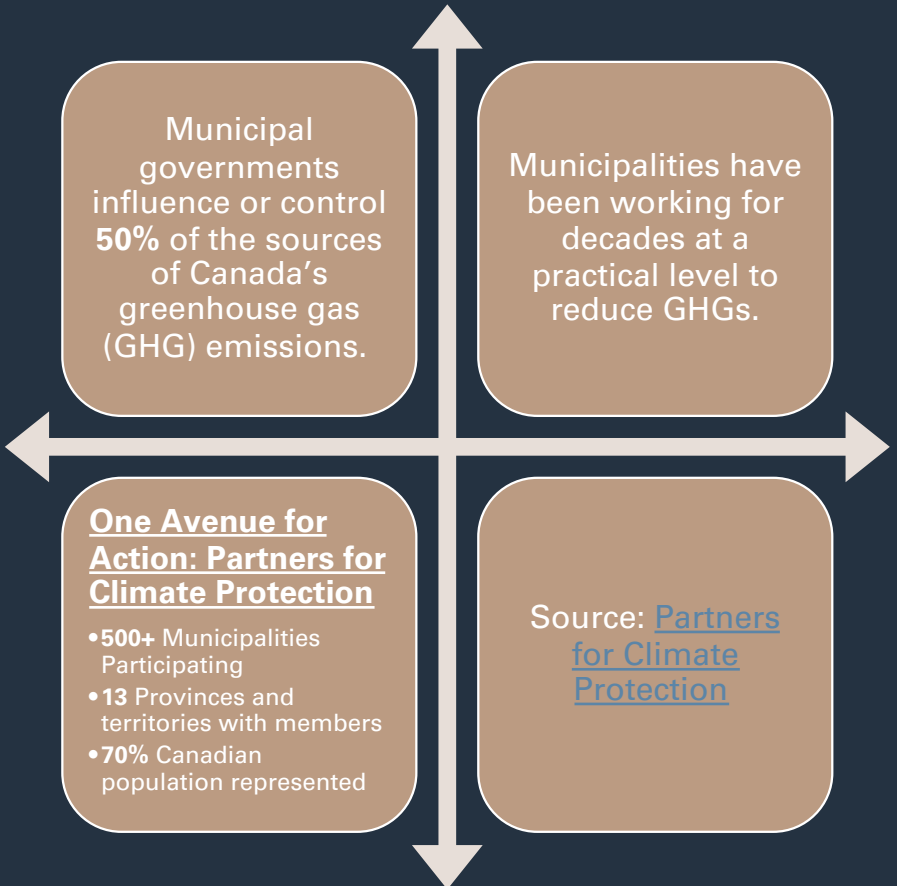 Municipal
governments
influence or control
50% of the sources
of Canada’s
greenhouse gas
(GHG) emissions.
Municipalities have
been working for
decades at a
practical level to
reduce GHGs.
One Avenue for
Action: Partners for
Climate Protection
•500+ Municipalities
Participating
•13 Provinces and
territories with members
•70% Canadian
population represented
Source: Partners
for Climate
Protection